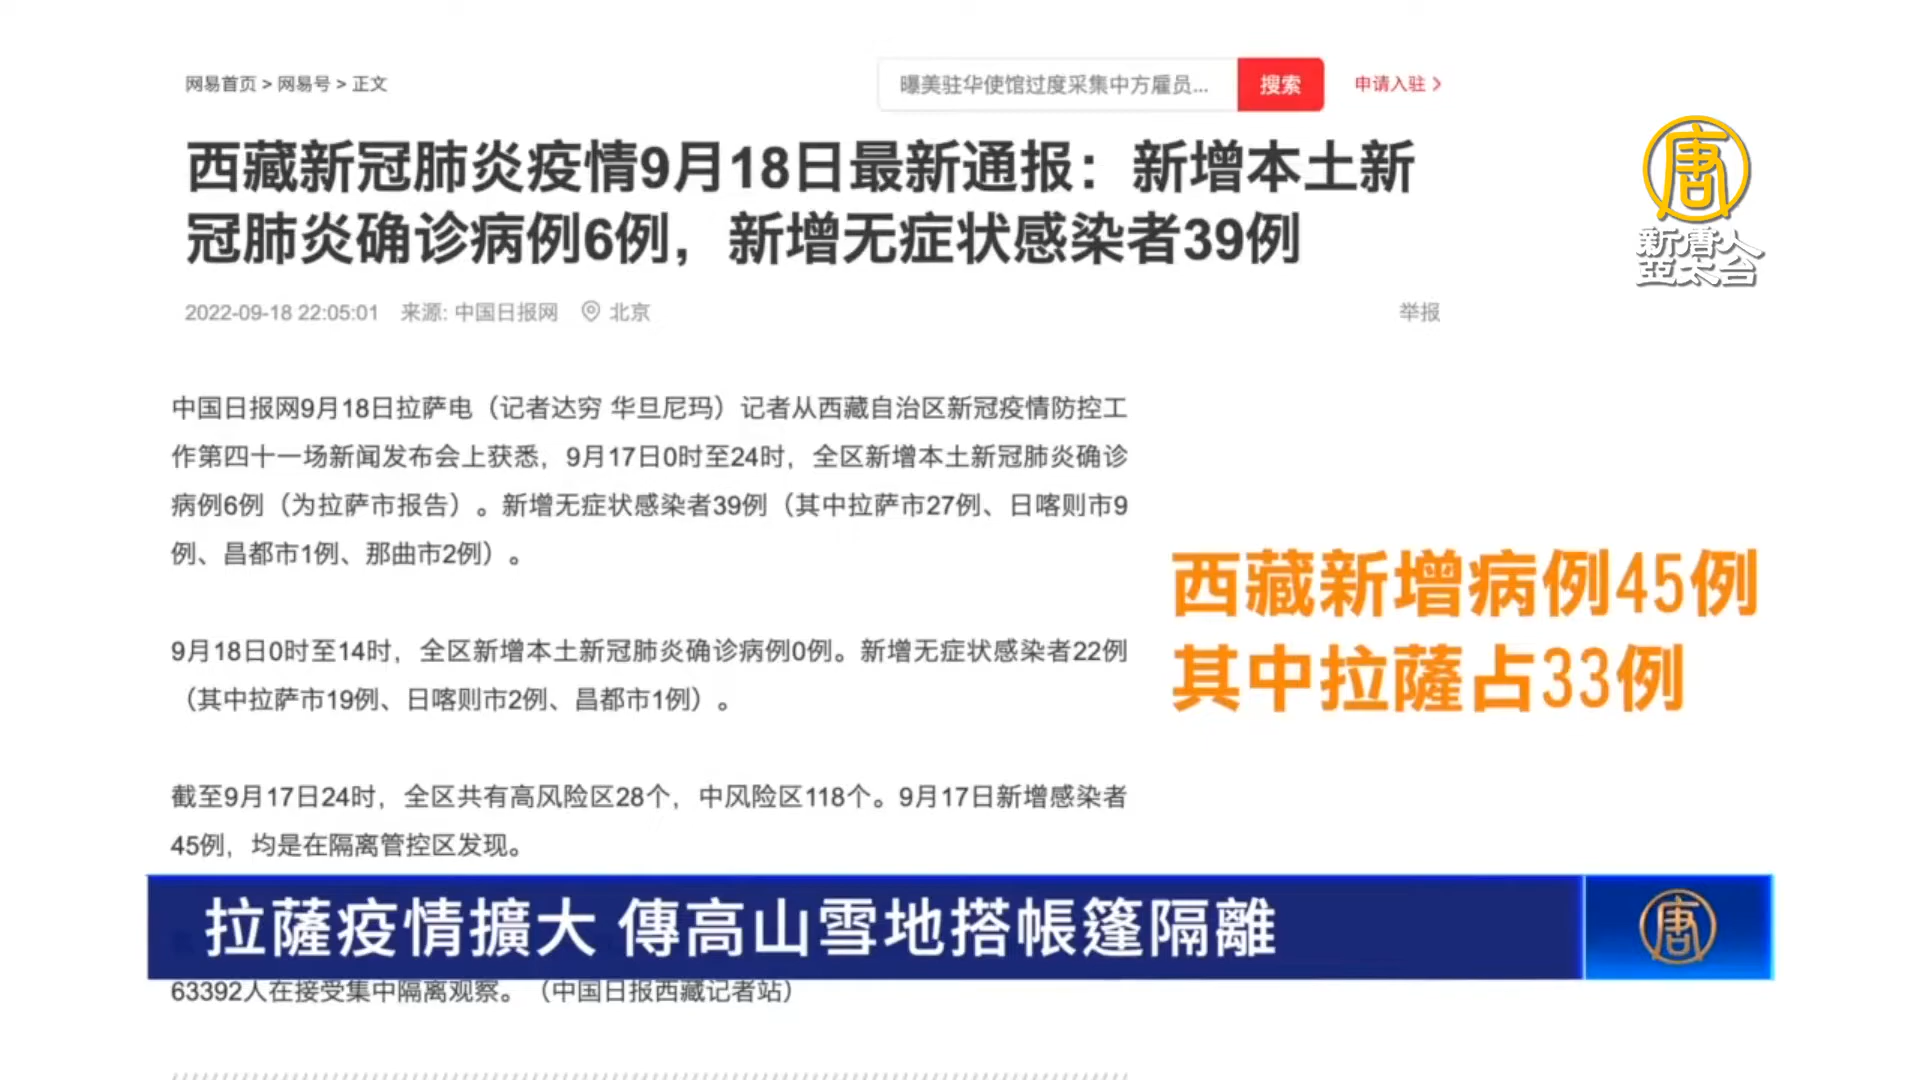 网易首页 > 网易号 > 正文
曝美驻华使馆过度采集中方雇员...
搜索
申请入驻 >
西藏新冠肺炎疫情9月18日最新通报：新增本土新
冠肺炎确诊病例6例，新增无症状感染者39例
2022-09-18 22:05:01 来源: 中国日报网 北京
举报
唐
新唐人
亞太台
中国日报网9月18日拉萨电（记者达穷 华旦尼玛）记者从西藏自治区新冠疫情防控工
作第四十一场新闻发布会上获悉，9月17日0时至24时，全区新增本土新冠肺炎确诊
病例6例（为拉萨市报告）。新增无症状感染者39例（其中拉萨市27例、日喀则市9
例、昌都市1例、那曲市2例）。
9月18日0时至14时，全区新增本土新冠肺炎确诊病例0例。新增无症状感染者22例
（其中拉萨市19例、日喀则市2例、昌都市1例）。
西藏新增病例45例
其中拉薩占33例
截至9月17日24时，全区共有高风险区28个，中风险区118个。9月17日新增感染者
45例，均是在隔离管控区发现。
拉薩疫情擴大 傳高山雪地搭帳篷隔離
唐
63392人在接受集中隔离观察。（中国日报西藏记者站）